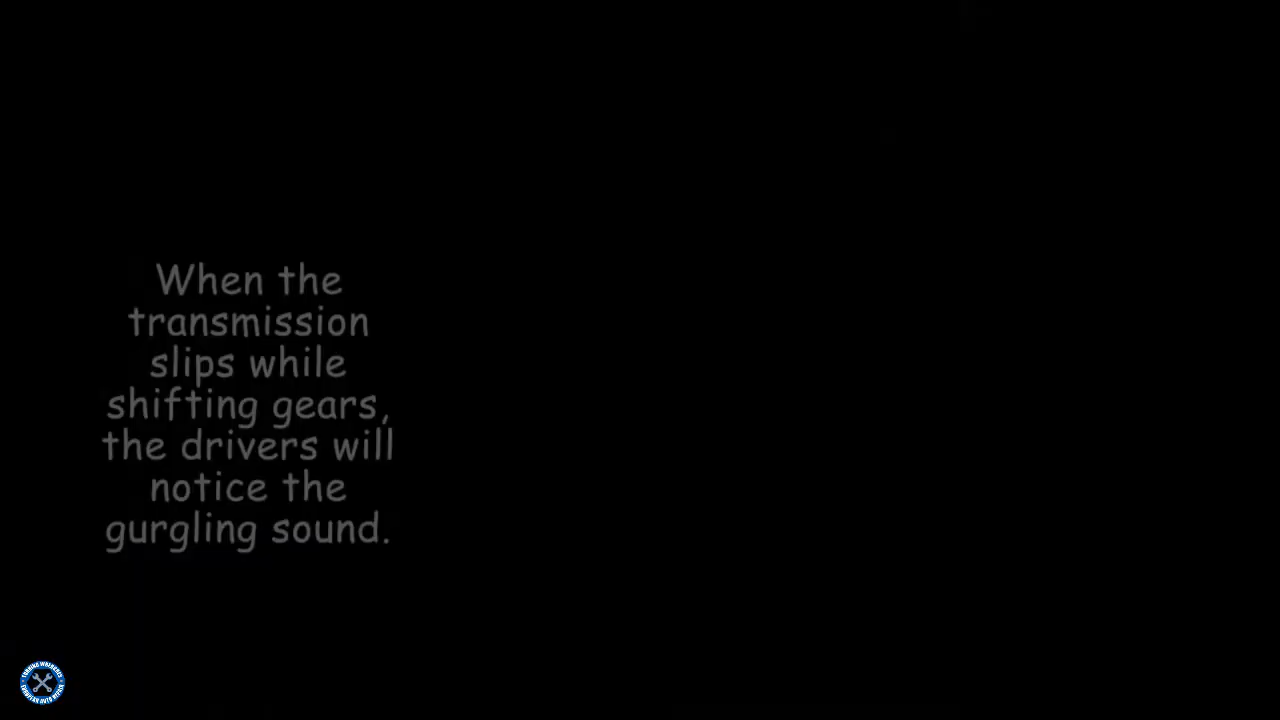 When the
transmission
slips while
shifting gears,
the drivers will
notice the
gurgling sound.